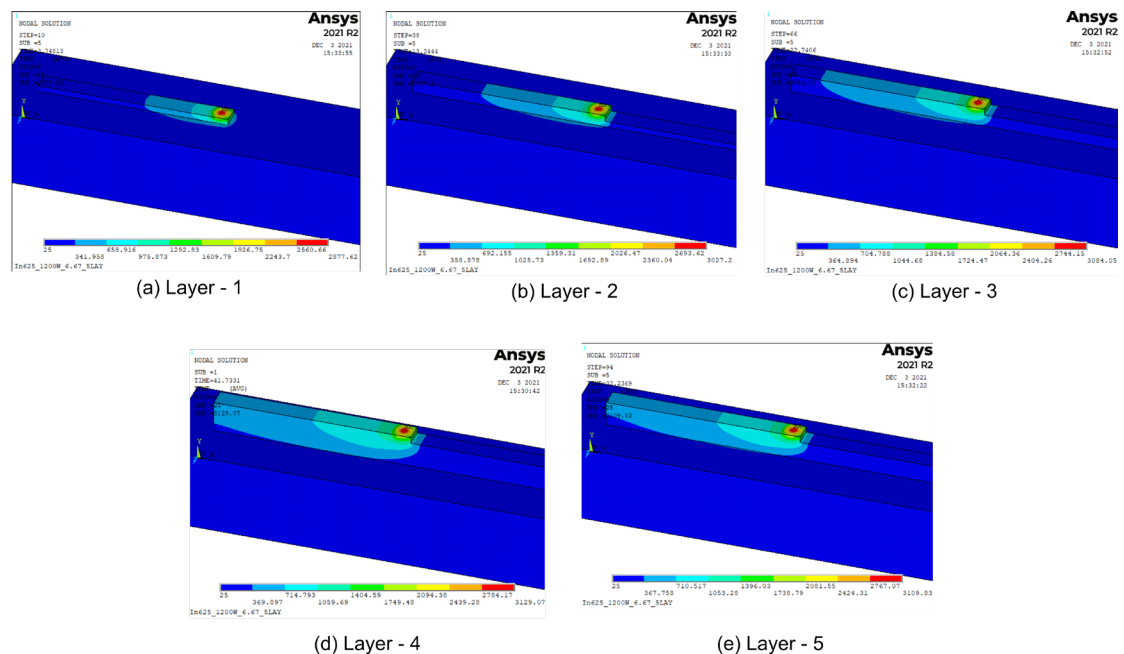 1
NODAL SOLUTION
STEP=10
SUB =5
Ansys
2021 R2
DEC 3 2021
15:33:55
Y
25 341.958 658.916 975.873 1292.83 1609.79 1926.75 2243.7 2560.66 2877.62
In625_1200W_6.67_5LAY
(a) Layer - 1
1
NODAL SOLUTION
STEP=38
SUB =5
Ansys
2021 R2
DEC 3 2021
15:33:33
Y
25 358.578 692.155 1025.73 1359.31 1692.89 2026.47 2360.04 2693.62 3027.2
In625_1200W_6.67_5LAY
(b) Layer - 2
1
NODAL SOLUTION
STEP=66
SUB =5
Ansys
2021 R2
DEC 3 2021
15:32:52
Y
25 364.894 704.788 1044.68 1384.58 1724.47 2064.36 2404.26 2744.15 3084.05
In625_1200W_6.67_5LAY
(c) Layer - 3
1
NODAL SOLUTION
SUB =1
TIME=41.7331
(AVG)
Ansys
2021 R2
DEC 3 2021
15:30:42
Y
25 369.897 714.793 1059.69 1404.59 1749.48 2094.38 2439.28 2784.17 3129.07
In625_1200W_6.67_5LAY
(d) Layer - 4
1
NODAL SOLUTION
STEP=94
SUB =5
Ansys
2021 R2
DEC 3 2021
15:32:22
Y
25 367.758 710.517 1053.28 1396.03 1738.79 2081.55 2424.31 2767.07 3109.83
In625_1200W_6.67_5LAY
(e) Layer - 5